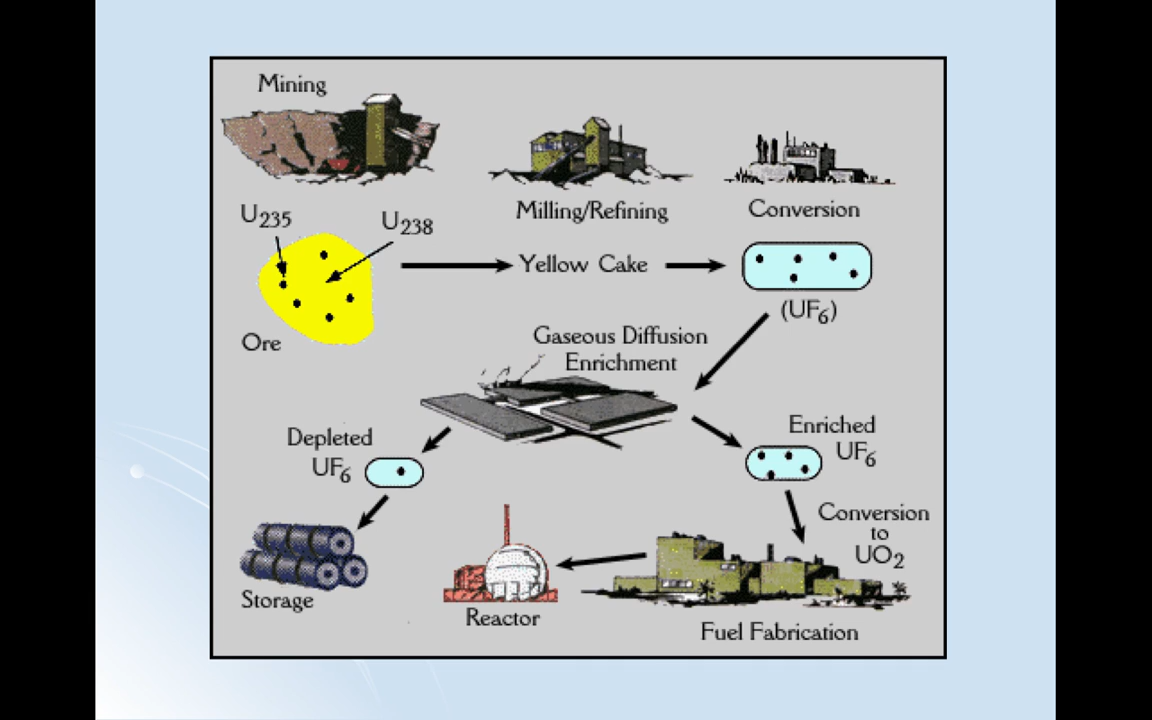 Mining
Milling/Refining
Conversion
U235
U238
Ore
Yellow Cake
(UF6)
Gaseous Diffusion
Enrichment
Depleted
UF6
Enriched
UF6
Storage
Reactor
Conversion
to
UO2
Fuel Fabrication